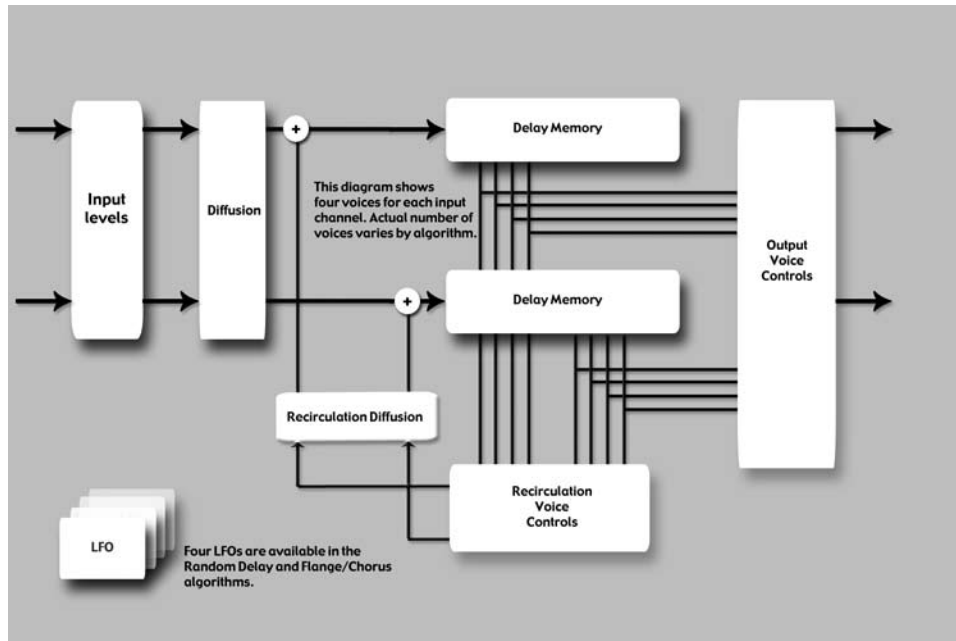 Input
levels
Diffusion
+
Delay Memory
This diagram shows
four voices for each input
channel. Actual number of
voices varies by algorithm.
+
Delay Memory
Output
Voice
Controls
Recirculation Diffusion
Recirculation
Voice
Controls
LFO
Four LFOs are available in the
Random Delay and Flange/Chorus
algorithms.